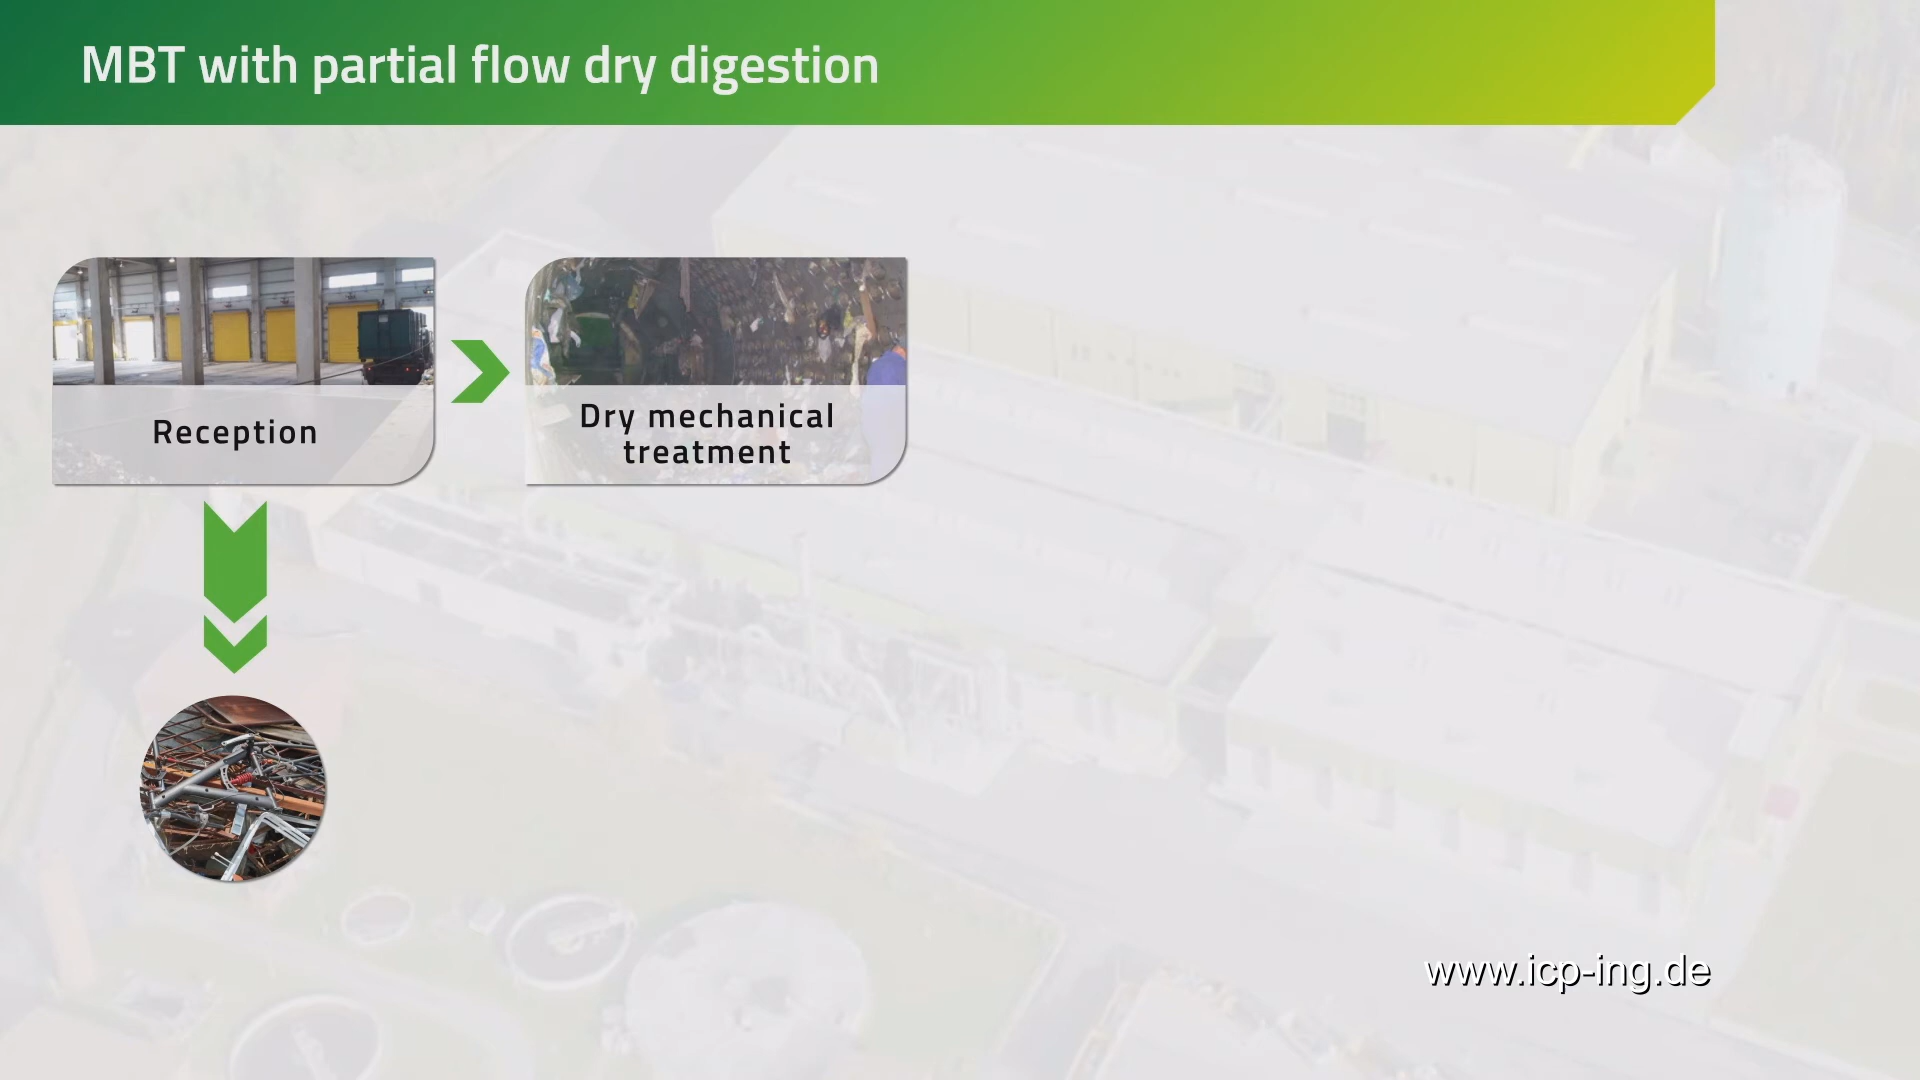 MBT with partial flow dry digestion
Reception
Dry mechanical
treatment
www.icp-ing.de